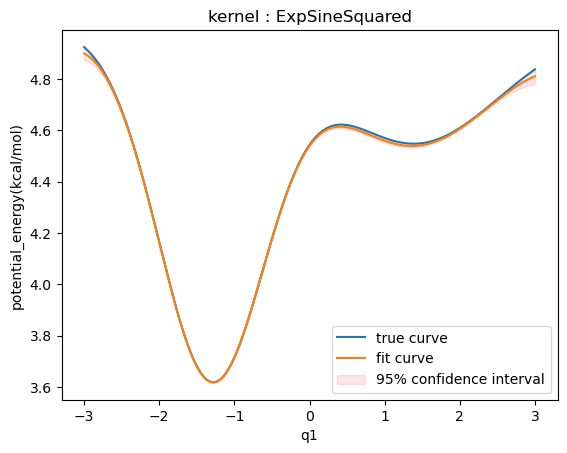 kernel : ExpSineSquared
potential_energy(kcal/mol)
4.8
4.6
4.4
4.2
4.0
3.8
3.6
true curve
fit curve
95% confidence interval
−3
−2
−1
0
1
2
3
q1